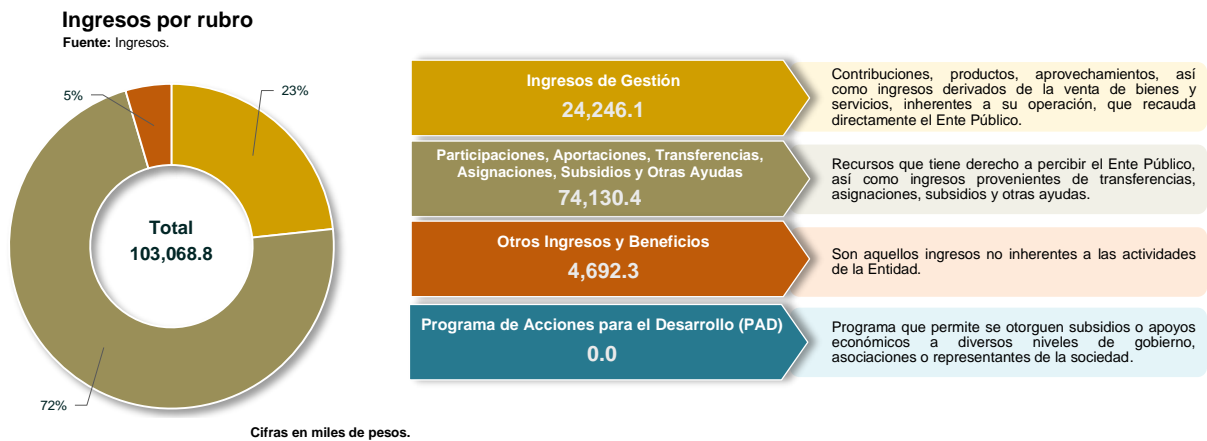 Ingresos por rubro
Fuente: Ingresos.
5%
23%
72%
Total
103,068.8
Ingresos de Gestión
24,246.1
Contribuciones, productos, aprovechamientos, así
como ingresos derivados de la venta de bienes y
servicios, inherentes a su operación, que recauda
directamente el Ente Público.
Participaciones, Aportaciones, Transferencias,
Asignaciones, Subsidios y Otras Ayudas
74,130.4
Recursos que tiene derecho a percibir el Ente Público,
así como ingresos provenientes de transferencias,
asignaciones, subsidios y otras ayudas.
Otros Ingresos y Beneficios
4,692.3
Son aquellos ingresos no inherentes a las actividades
de la Entidad.
Programa de Acciones para el Desarrollo (PAD)
0.0
Programa que permite se otorguen subsidios o apoyos
económicos a diversos niveles de gobierno,
asociaciones o representantes de la sociedad.
Cifras en miles de pesos.